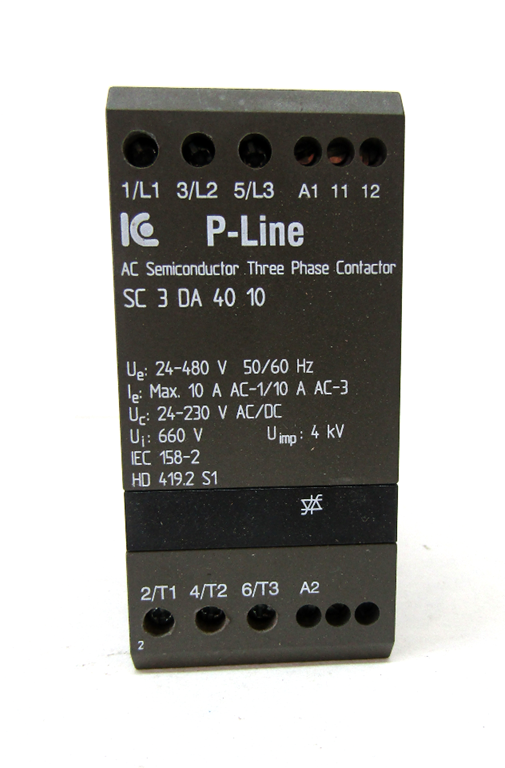 1/L1 3/L2 5/L3 A1 11 12
IC P-Line
AC Semiconductor Three Phase Contactor
SC 3 DA 40 10
Ue: 24-480 V 50/60 Hz
Ie: Max. 10 A AC-1/10 A AC-3
Uc: 24-230 V AC/DC
Ui: 660 V Uimp: 4 kV
IEC 158-2
HD 419.2 S1
2/T1 4/T2 6/T3 A2
2